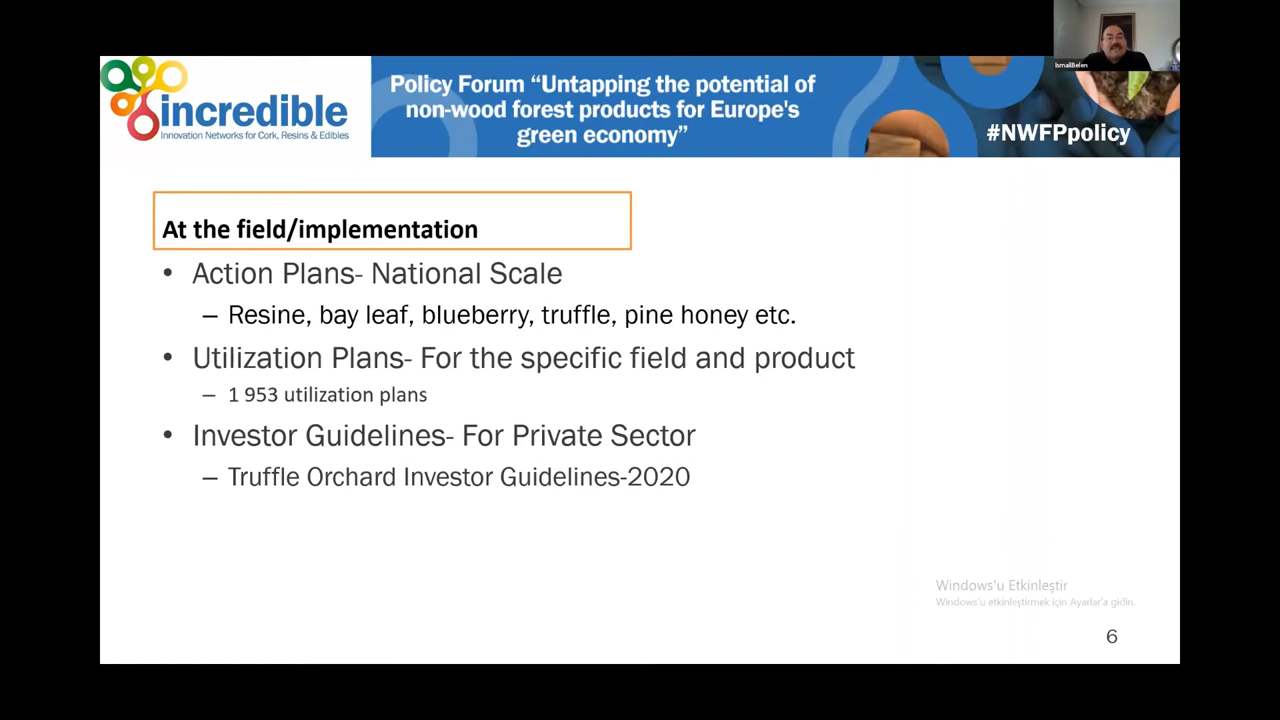 IsmailBelen
incredible
Innovation Networks for Cork, Resins & Edibles
Policy Forum “Untapping the potential of
non-wood forest products for Europe's
green economy”
#NWFPpolicy
At the field/implementation
• Action Plans- National Scale
– Resine, bay leaf, blueberry, truffle, pine honey etc.
• Utilization Plans- For the specific field and product
– 1 953 utilization plans
• Investor Guidelines- For Private Sector
– Truffle Orchard Investor Guidelines-2020
Windows'u Etkinleştir
Windows'u etkinleştirmek için Ayarlar'a gidin.
6